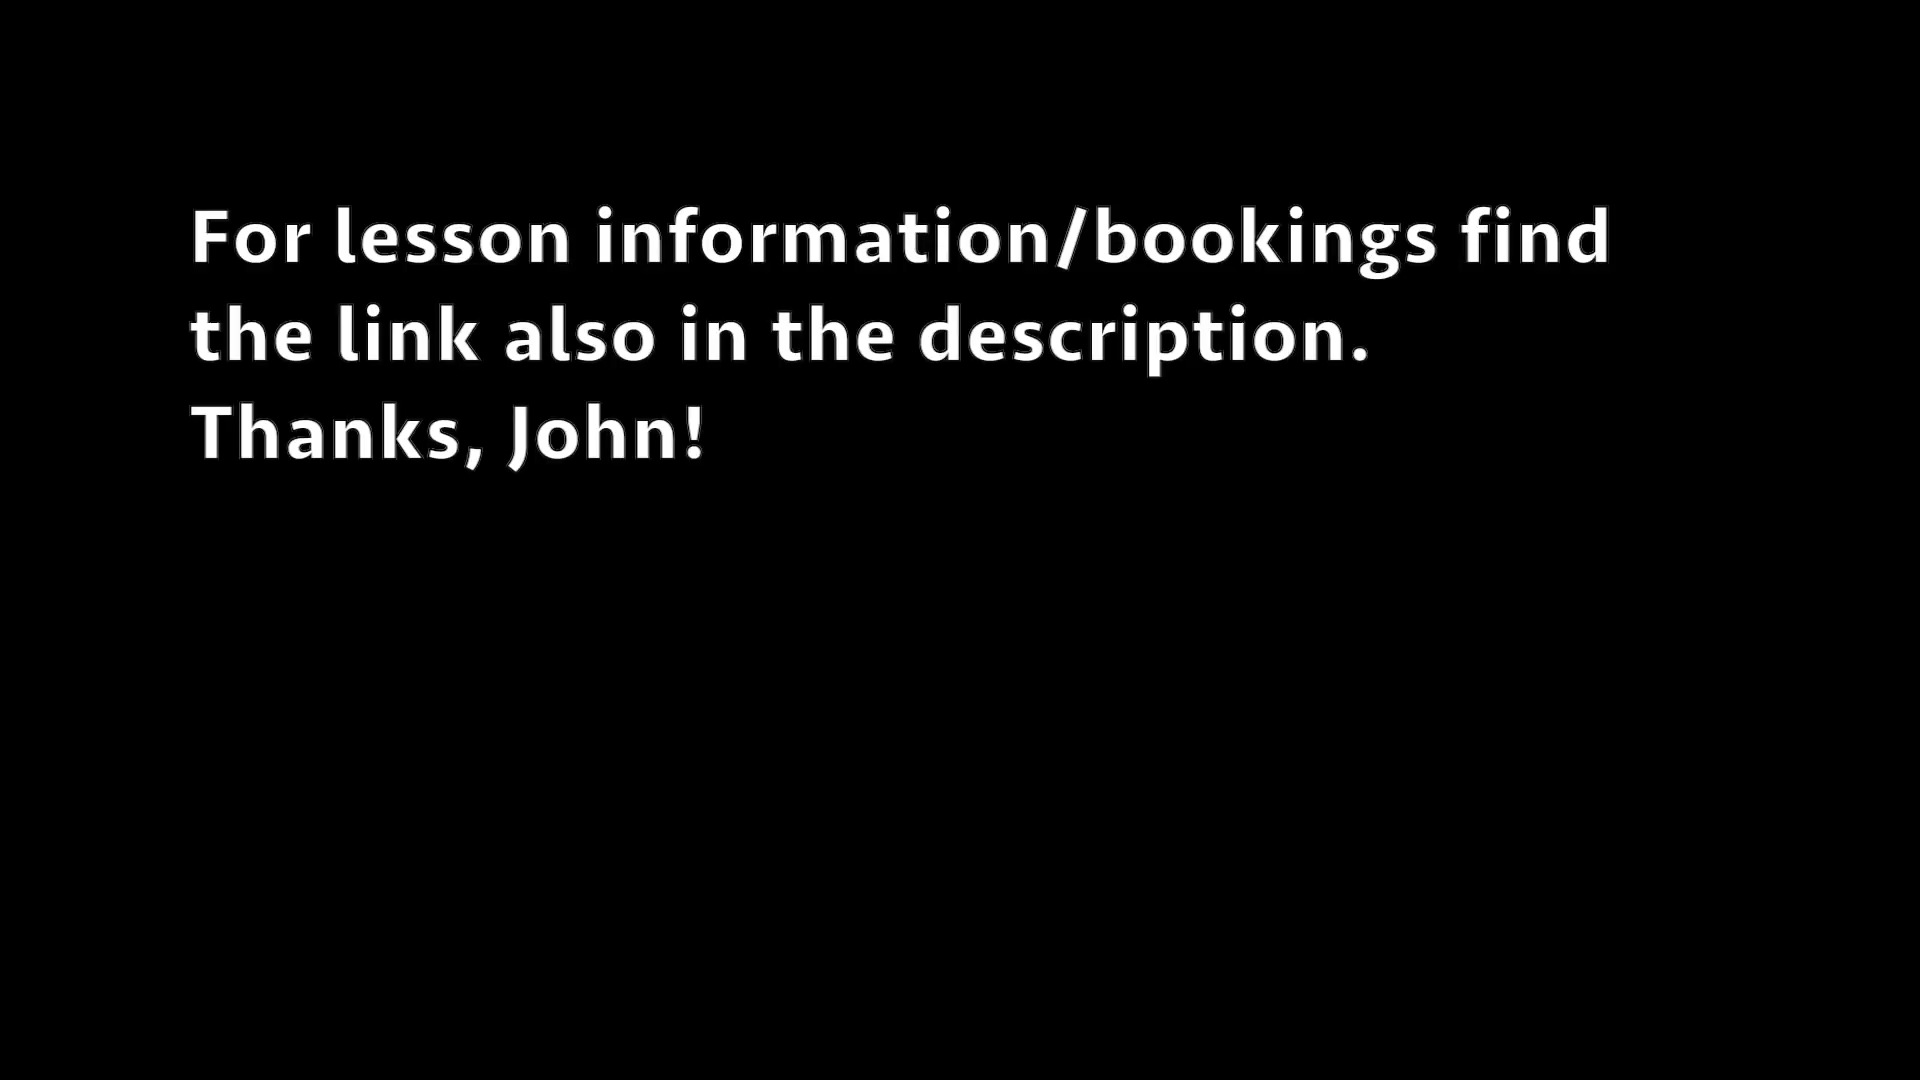 For lesson information/bookings find
the link also in the description.
Thanks, John!